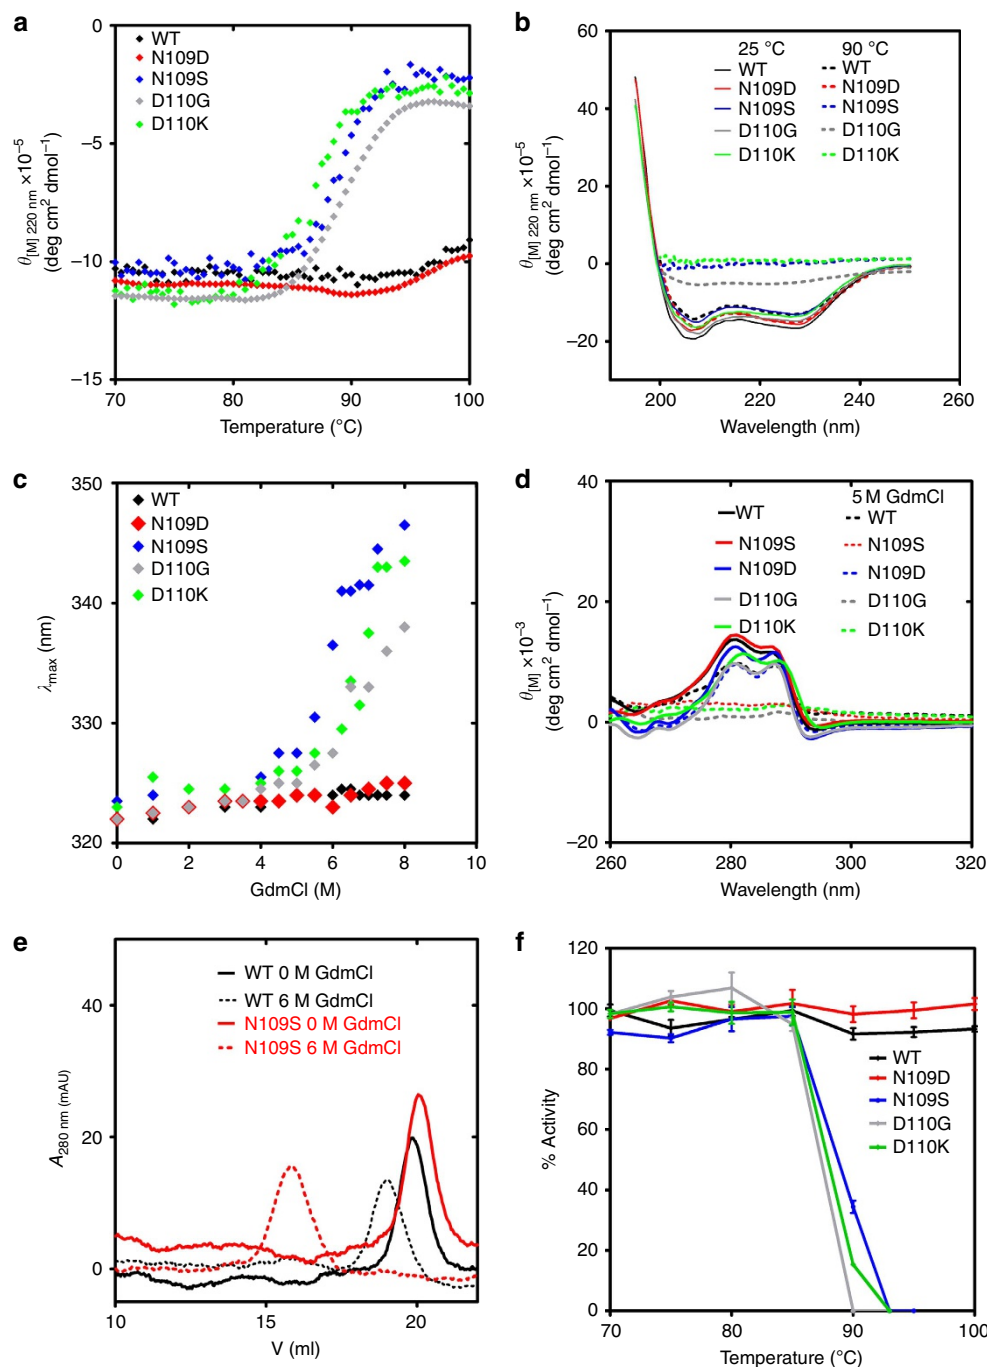 a
0
−5
−10
−15
θ[M] 220 nm ×10−5
(deg cm2 dmol−1)
WT
N109D
N109S
D110G
D110K
70 80 90 100
Temperature (°C)
b
60
40
20
0
−20
θ[M] 220 nm ×10−5
(deg cm2 dmol−1)
25 °C 90 °C
WT WT
N109D N109D
N109S N109S
D110G D110G
D110K D110K
200 220 240 260
Wavelength (nm)
c
350
340
330
320
λmax (nm)
WT
N109D
N109S
D110G
D110K
0 2 4 6 8 10
GdmCl (M)
d
40
20
0
−20
θ[M] ×10−3
(deg cm2 dmol−1)
5 M GdmCl
WT WT
N109S N109S
N109D N109D
D110G D110G
D110K D110K
260 280 300 320
Wavelength (nm)
e
40
20
0
A280 nm (mAU)
WT 0 M GdmCl
WT 6 M GdmCl
N109S 0 M GdmCl
N109S 6 M GdmCl
10 15 20
V (ml)
f
120
100
80
60
40
20
0
% Activity
WT
N109D
N109S
D110G
D110K
70 80 90 100
Temperature (°C)